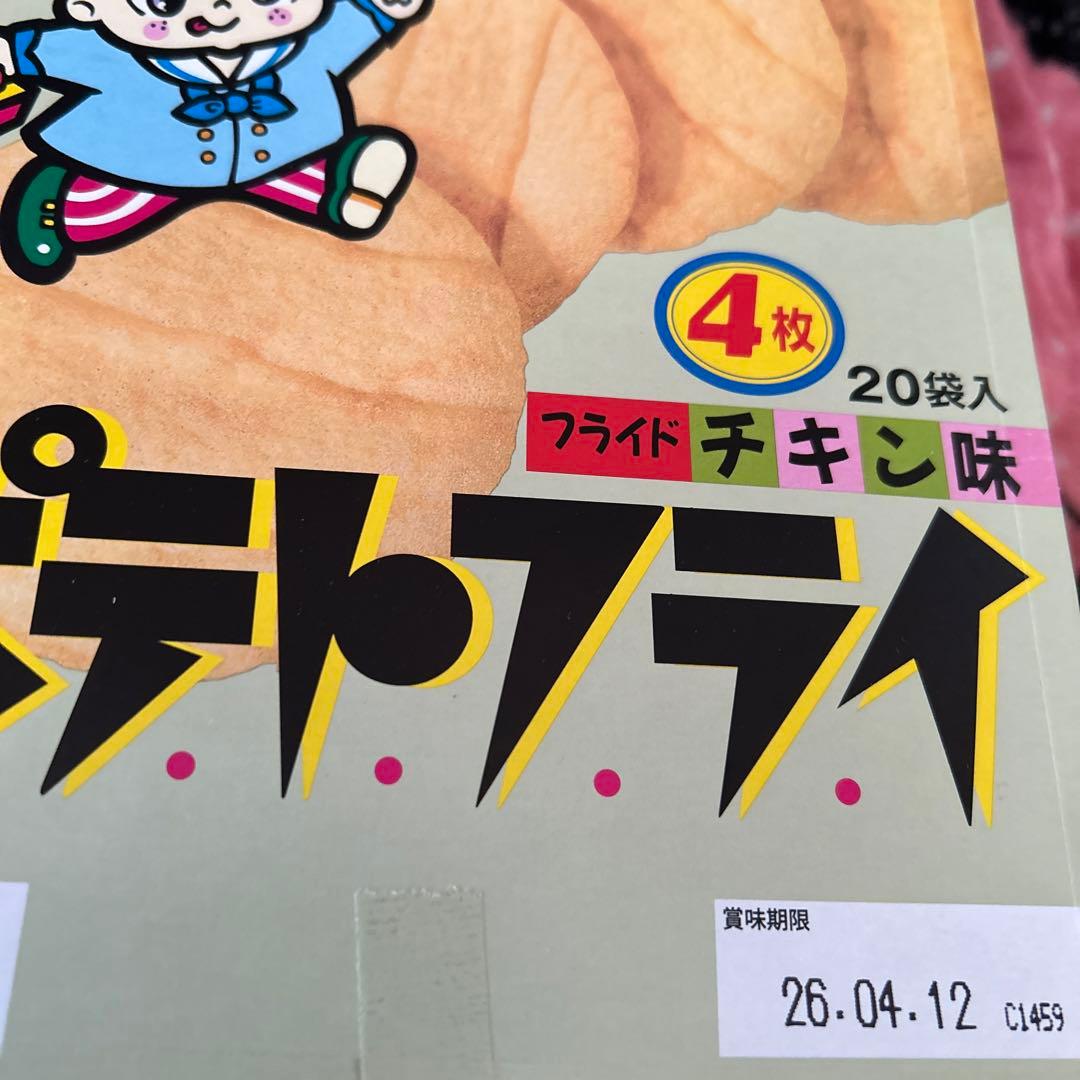 4枚
20袋入
フライドチキン味
ポテトフライ
賞味期限
26.04.12 C1459